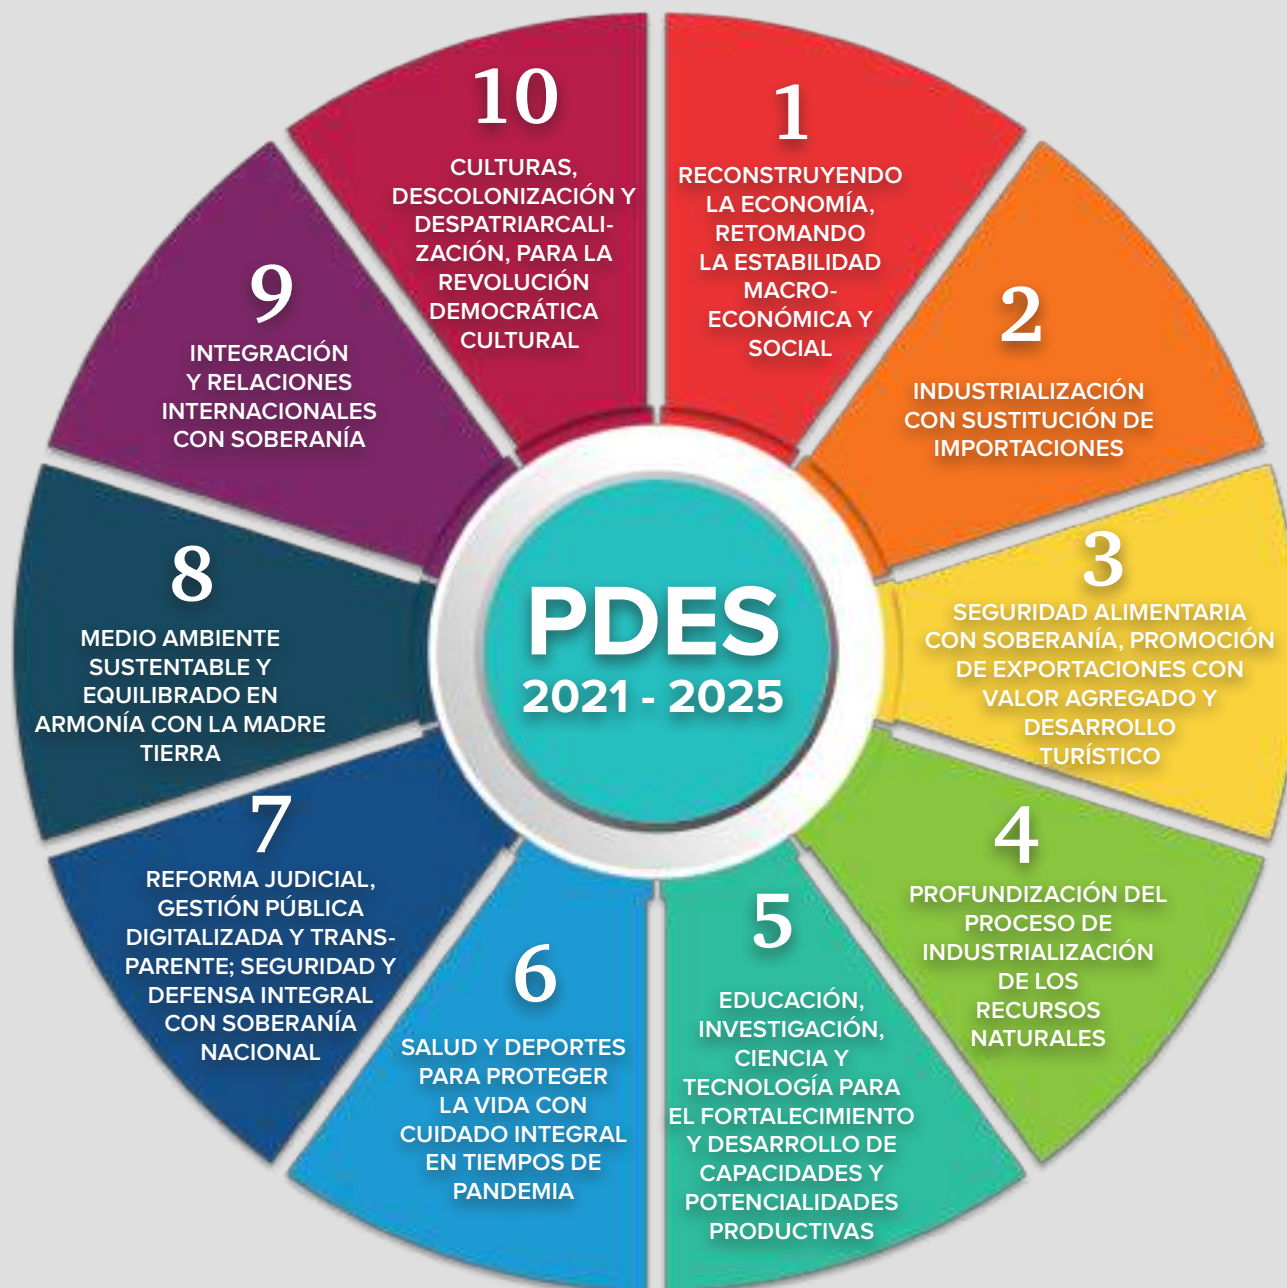 PDES
2021 - 2025
1
RECONSTRUYENDO
LA ECONOMÍA,
RETOMANDO
LA ESTABILIDAD
MACRO-
ECONÓMICA Y
SOCIAL
2
INDUSTRIALIZACIÓN
CON SUSTITUCIÓN DE
IMPORTACIONES
3
SEGURIDAD ALIMENTARIA
CON SOBERANÍA, PROMOCIÓN
DE EXPORTACIONES CON
VALOR AGREGADO Y
DESARROLLO
TURÍSTICO
4
PROFUNDIZACIÓN DEL
PROCESO DE
INDUSTRIALIZACIÓN
DE LOS
RECURSOS
NATURALES
5
EDUCACIÓN,
INVESTIGACIÓN,
CIENCIA Y
TECNOLOGÍA PARA
EL FORTALECIMIENTO
Y DESARROLLO DE
CAPACIDADES Y
POTENCIALIDADES
PRODUCTIVAS
6
SALUD Y DEPORTES
PARA PROTEGER
LA VIDA CON
CUIDADO INTEGRAL
EN TIEMPOS DE
PANDEMIA
7
REFORMA JUDICIAL,
GESTIÓN PÚBLICA
DIGITALIZADA Y TRANS-
PARENTE; SEGURIDAD Y
DEFENSA INTEGRAL
CON SOBERANÍA
NACIONAL
8
MEDIO AMBIENTE
SUSTENTABLE Y
EQUILIBRADO EN
ARMONÍA CON LA MADRE
TIERRA
9
INTEGRACIÓN
Y RELACIONES
INTERNACIONALES
CON SOBERANÍA
10
CULTURAS,
DESCOLONIZACIÓN Y
DESPATRIARCALI-
ZACIÓN, PARA LA
REVOLUCIÓN
DEMOCRÁTICA
CULTURAL